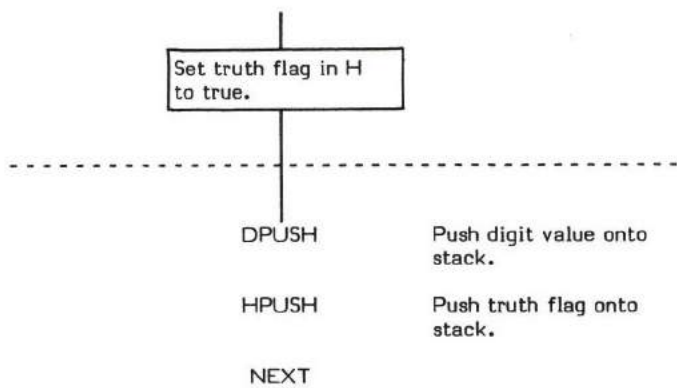 Set truth flag in H
to true.
DPUSH
Push digit value onto
stack.
HPUSH
Push truth flag onto
stack.
NEXT